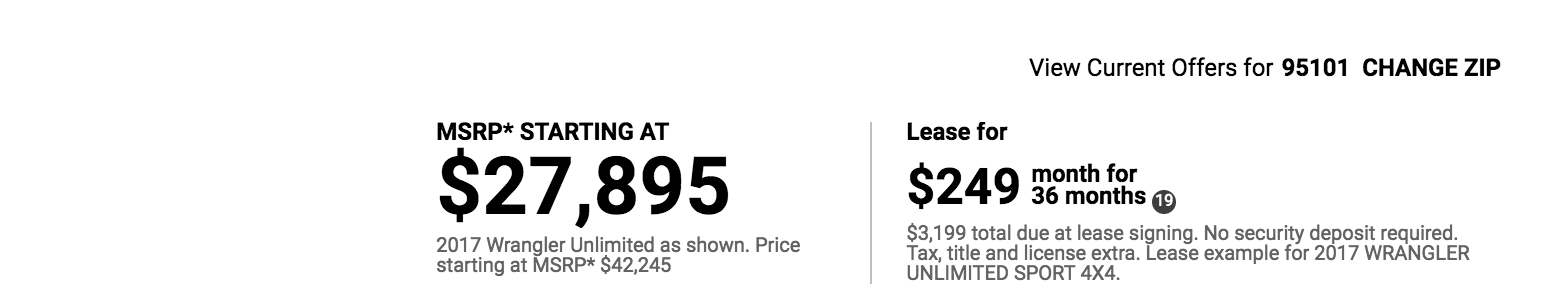 View Current Offers for 95101 CHANGE ZIP
MSRP* STARTING AT
$27,895
2017 Wrangler Unlimited as shown. Price
starting at MSRP* $42,245
Lease for
$249 month for
36 months 19
$3,199 total due at lease signing. No security deposit required.
Tax, title and license extra. Lease example for 2017 WRANGLER
UNLIMITED SPORT 4X4.